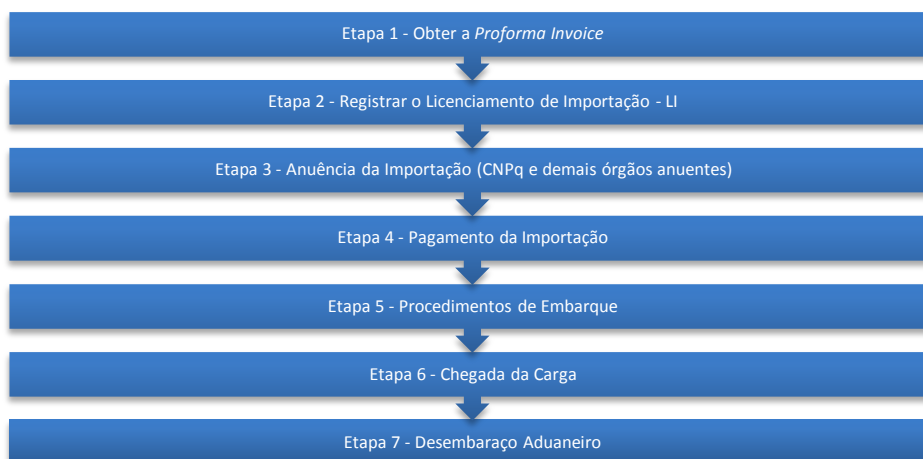 Etapa 1 - Obter a Proforma Invoice
Etapa 2 - Registrar o Licenciamento de Importação - LI
Etapa 3 - Anuência da Importação (CNPq e demais órgãos anuentes)
Etapa 4 - Pagamento da Importação
Etapa 5 - Procedimentos de Embarque
Etapa 6 - Chegada da Carga
Etapa 7 - Desembaraço Aduaneiro